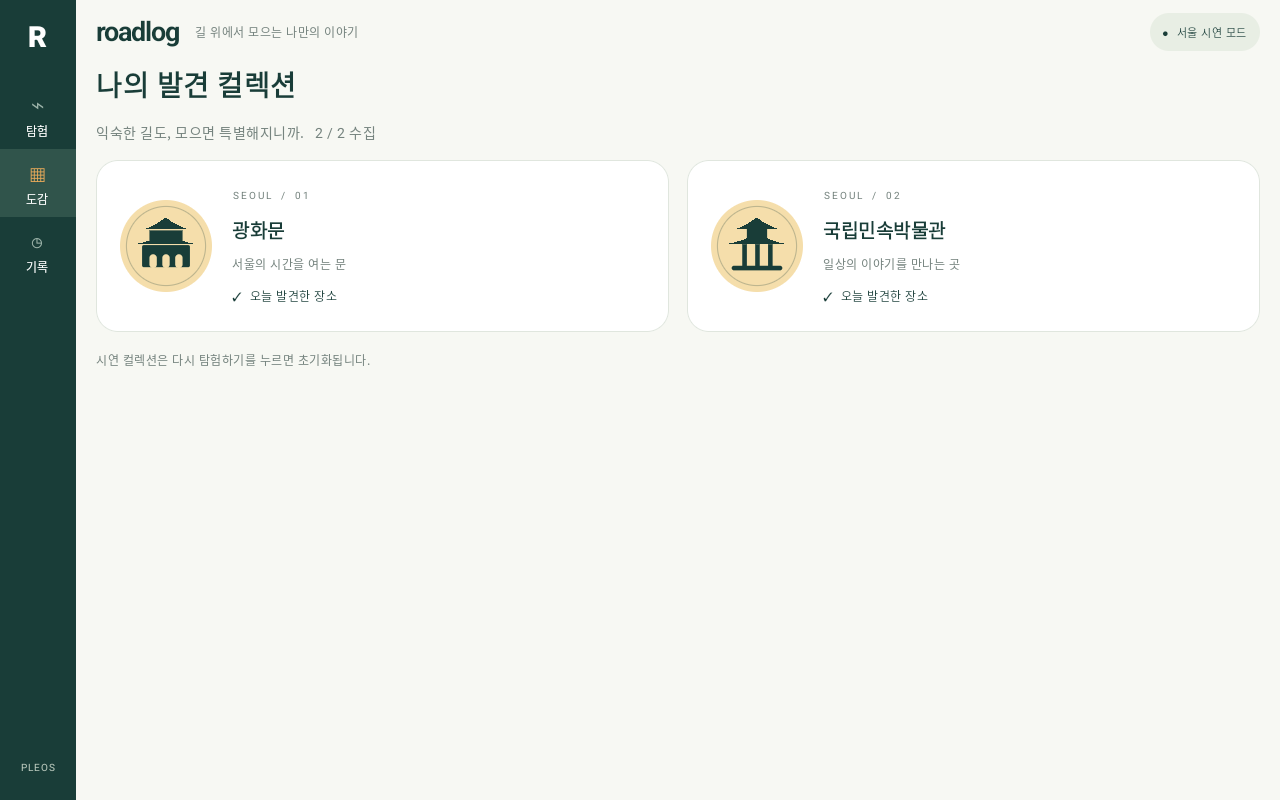 R
탐험
도감
기록
PLEOS
roadlog 길 위에서 모으는 나만의 이야기
● 서울 시연 모드
나의 발견 컬렉션
익숙한 길도, 모으면 특별해지니까. 2 / 2 수집
SEOUL / 01
광화문
서울의 시간을 여는 문
✓ 오늘 발견한 장소
SEOUL / 02
국립민속박물관
일상의 이야기를 만나는 곳
✓ 오늘 발견한 장소
시연 컬렉션은 다시 탐험하기를 누르면 초기화됩니다.